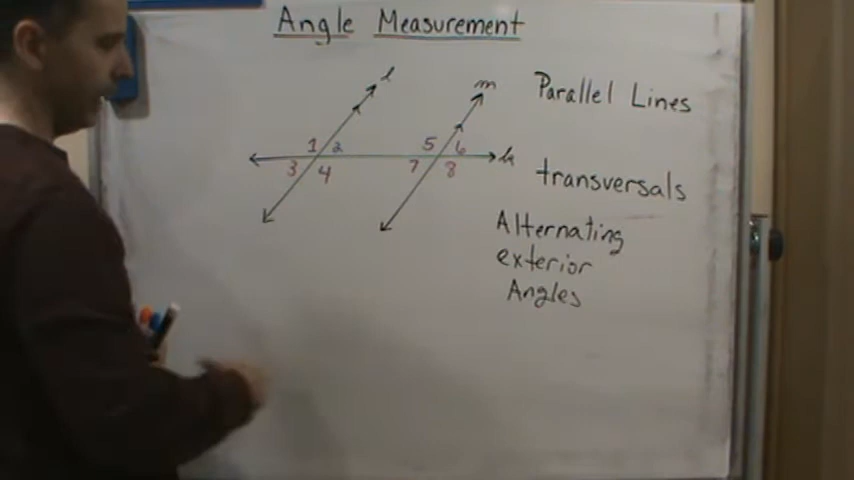 Angle Measurement
l
m
Parallel Lines
1 2 5 6
k
3 4 7 8
transversals
Alternating
exterior
Angles